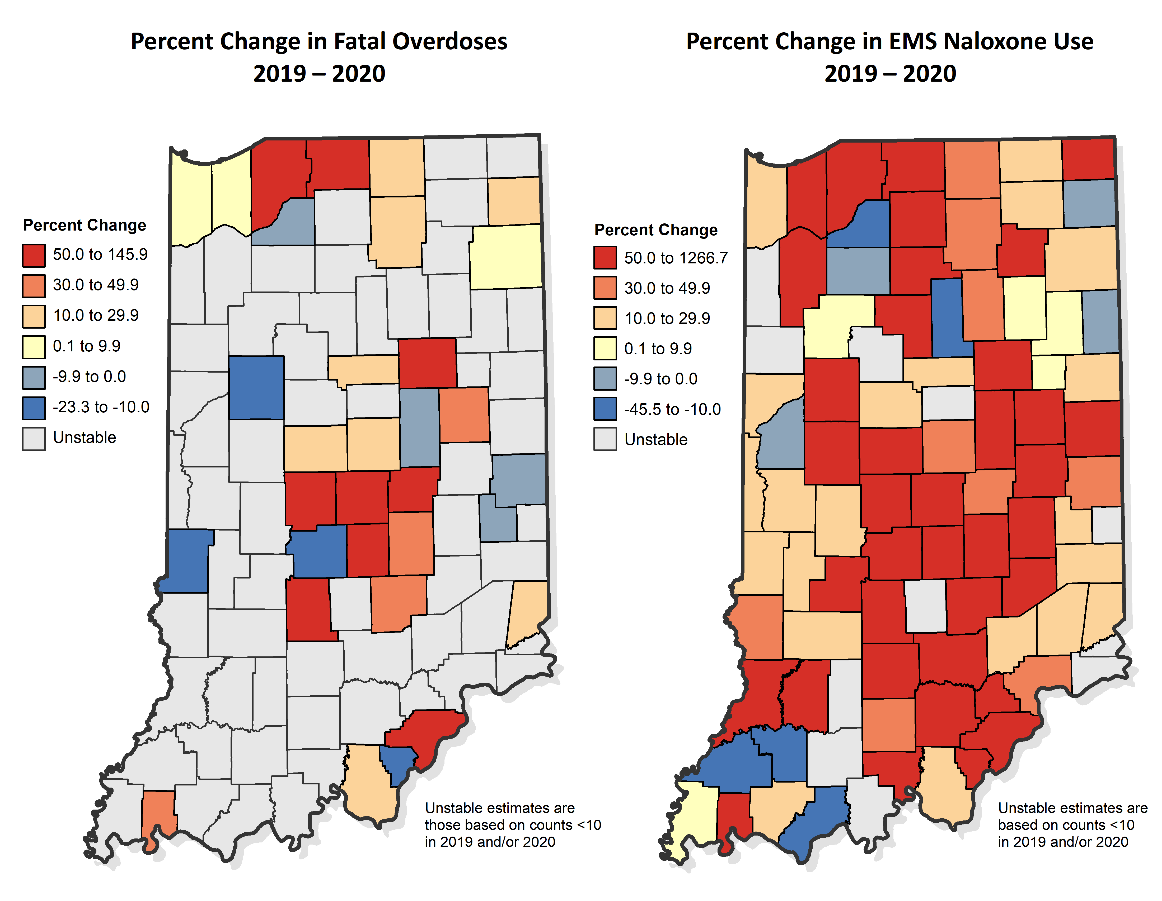 Percent Change in Fatal Overdoses
2019 – 2020
Percent Change
50.0 to 145.9
30.0 to 49.9
10.0 to 29.9
0.1 to 9.9
-9.9 to 0.0
-23.3 to -10.0
Unstable
Unstable estimates are
those based on counts <10
in 2019 and/or 2020
Percent Change in EMS Naloxone Use
2019 – 2020
Percent Change
50.0 to 1266.7
30.0 to 49.9
10.0 to 29.9
0.1 to 9.9
-9.9 to 0.0
-45.5 to -10.0
Unstable
Unstable estimates are
based on counts <10
in 2019 and/or 2020